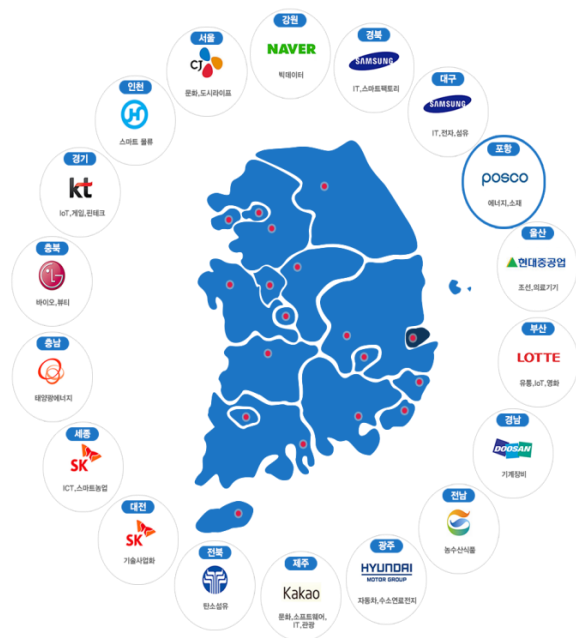 강원
NAVER
빅데이터
경북
SAMSUNG
IT,스마트팩토리
대구
SAMSUNG
IT,전자,섬유
포항
posco
에너지,소재
울산
현대중공업
조선,의료기기
부산
LOTTE
유통,IoT,영화
경남
DOOSAN
기계장비
전남
농수산식품
광주
HYUNDAI
MOTOR GROUP
자동차,수소연료전지
제주
Kakao
문화,소프트웨어,
IT,관광
전북
탄소섬유
대전
SK
기술사업화
세종
SK
ICT,스마트농업
충남
태양광에너지
충북
LG
바이오,뷰티
경기
kt
IoT,게임,핀테크
인천
H
스마트 물류
서울
CJ
문화,도시라이프